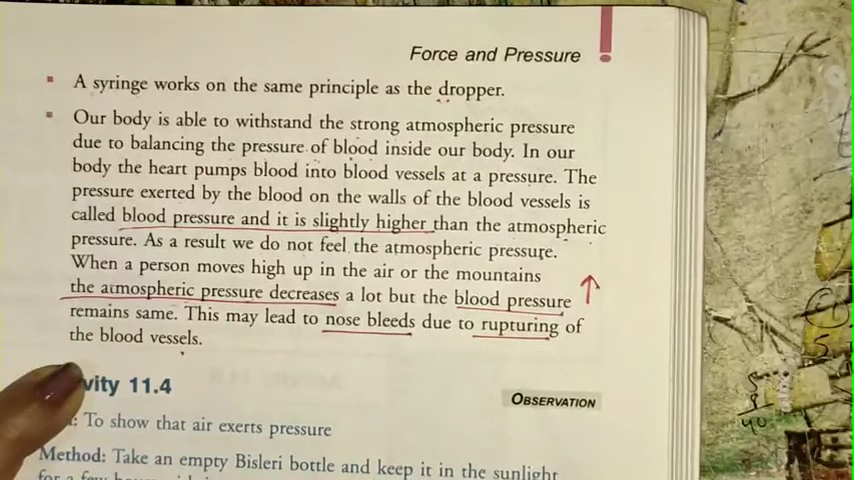 Force and Pressure
A syringe works on the same principle as the dropper.
Our body is able to withstand the strong atmospheric pressure
due to balancing the pressure of blood inside our body. In our
body the heart pumps blood into blood vessels at a pressure. The
pressure exerted by the blood on the walls of the blood vessels is
called blood pressure and it is slightly higher than the atmospheric
pressure. As a result we do not feel the atmospheric pressure.
When a person moves high up in the air or the mountains
the atmospheric pressure decreases a lot but the blood pressure
remains same. This may lead to nose bleeds due to rupturing of
the blood vessels.
vity 11.4
OBSERVATION
: To show that air exerts pressure
Method: Take an empty Bisleri bottle and keep it in the sunlight
for a few